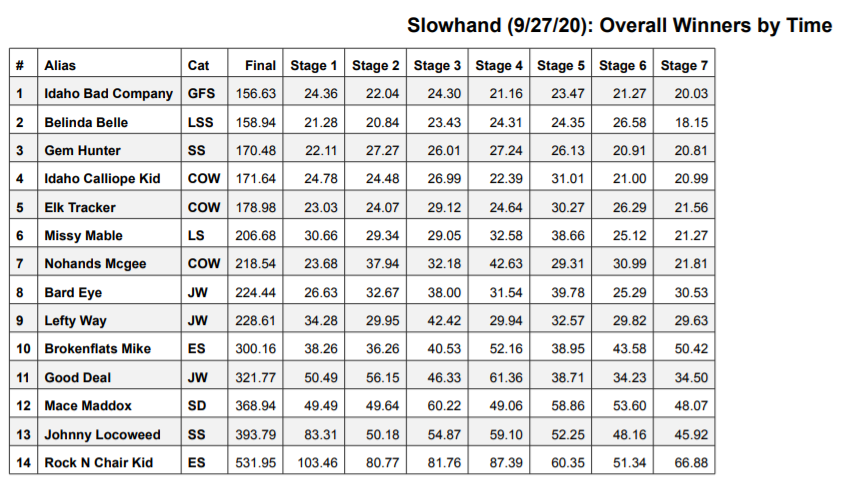 Slowhand (9/27/20): Overall Winners by Time
# Alias Cat Final Stage 1 Stage 2 Stage 3 Stage 4 Stage 5 Stage 6 Stage 7
1 Idaho Bad Company GFS 156.63 24.36 22.04 24.30 21.16 23.47 21.27 20.03
2 Belinda Belle LSS 158.94 21.28 20.84 23.43 24.31 24.35 26.58 18.15
3 Gem Hunter SS 170.48 22.11 27.27 26.01 27.24 26.13 20.91 20.81
4 Idaho Calliope Kid COW 171.64 24.78 24.48 26.99 22.39 31.01 21.00 20.99
5 Elk Tracker COW 178.98 23.03 24.07 29.12 24.64 30.27 26.29 21.56
6 Missy Mable LS 206.68 30.66 29.34 29.05 32.58 38.66 25.12 21.27
7 Nohands Mcgee COW 218.54 23.68 37.94 32.18 42.63 29.31 30.99 21.81
8 Bard Eye JW 224.44 26.63 32.67 38.00 31.54 39.78 25.29 30.53
9 Lefty Way JW 228.61 34.28 29.95 42.42 29.94 32.57 29.82 29.63
10 Brokenflats Mike ES 300.16 38.26 36.26 40.53 52.16 38.95 43.58 50.42
11 Good Deal JW 321.77 50.49 56.15 46.33 61.36 38.71 34.23 34.50
12 Mace Maddox SD 368.94 49.49 49.64 60.22 49.06 58.86 53.60 48.07
13 Johnny Locoweed SS 393.79 83.31 50.18 54.87 59.10 52.25 48.16 45.92
14 Rock N Chair Kid ES 531.95 103.46 80.77 81.76 87.39 60.35 51.34 66.88